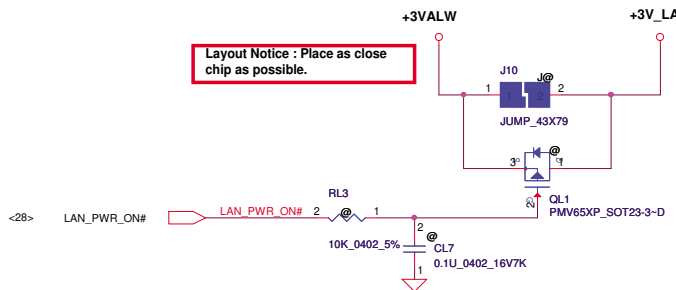 +3VALW
+3V_LA
Layout Notice : Place as close
chip as possible.
J10
J@
1
2
1
2
JUMP_43X79
@
3
S
1
2
QL1
PMV65XP_SOT23-3~D
RL3
<28>
LAN_PWR_ON#
LAN_PWR_ON#
2
@
1
10K_0402_5%
2
@
CL7
0.1U_0402_16V7K
1